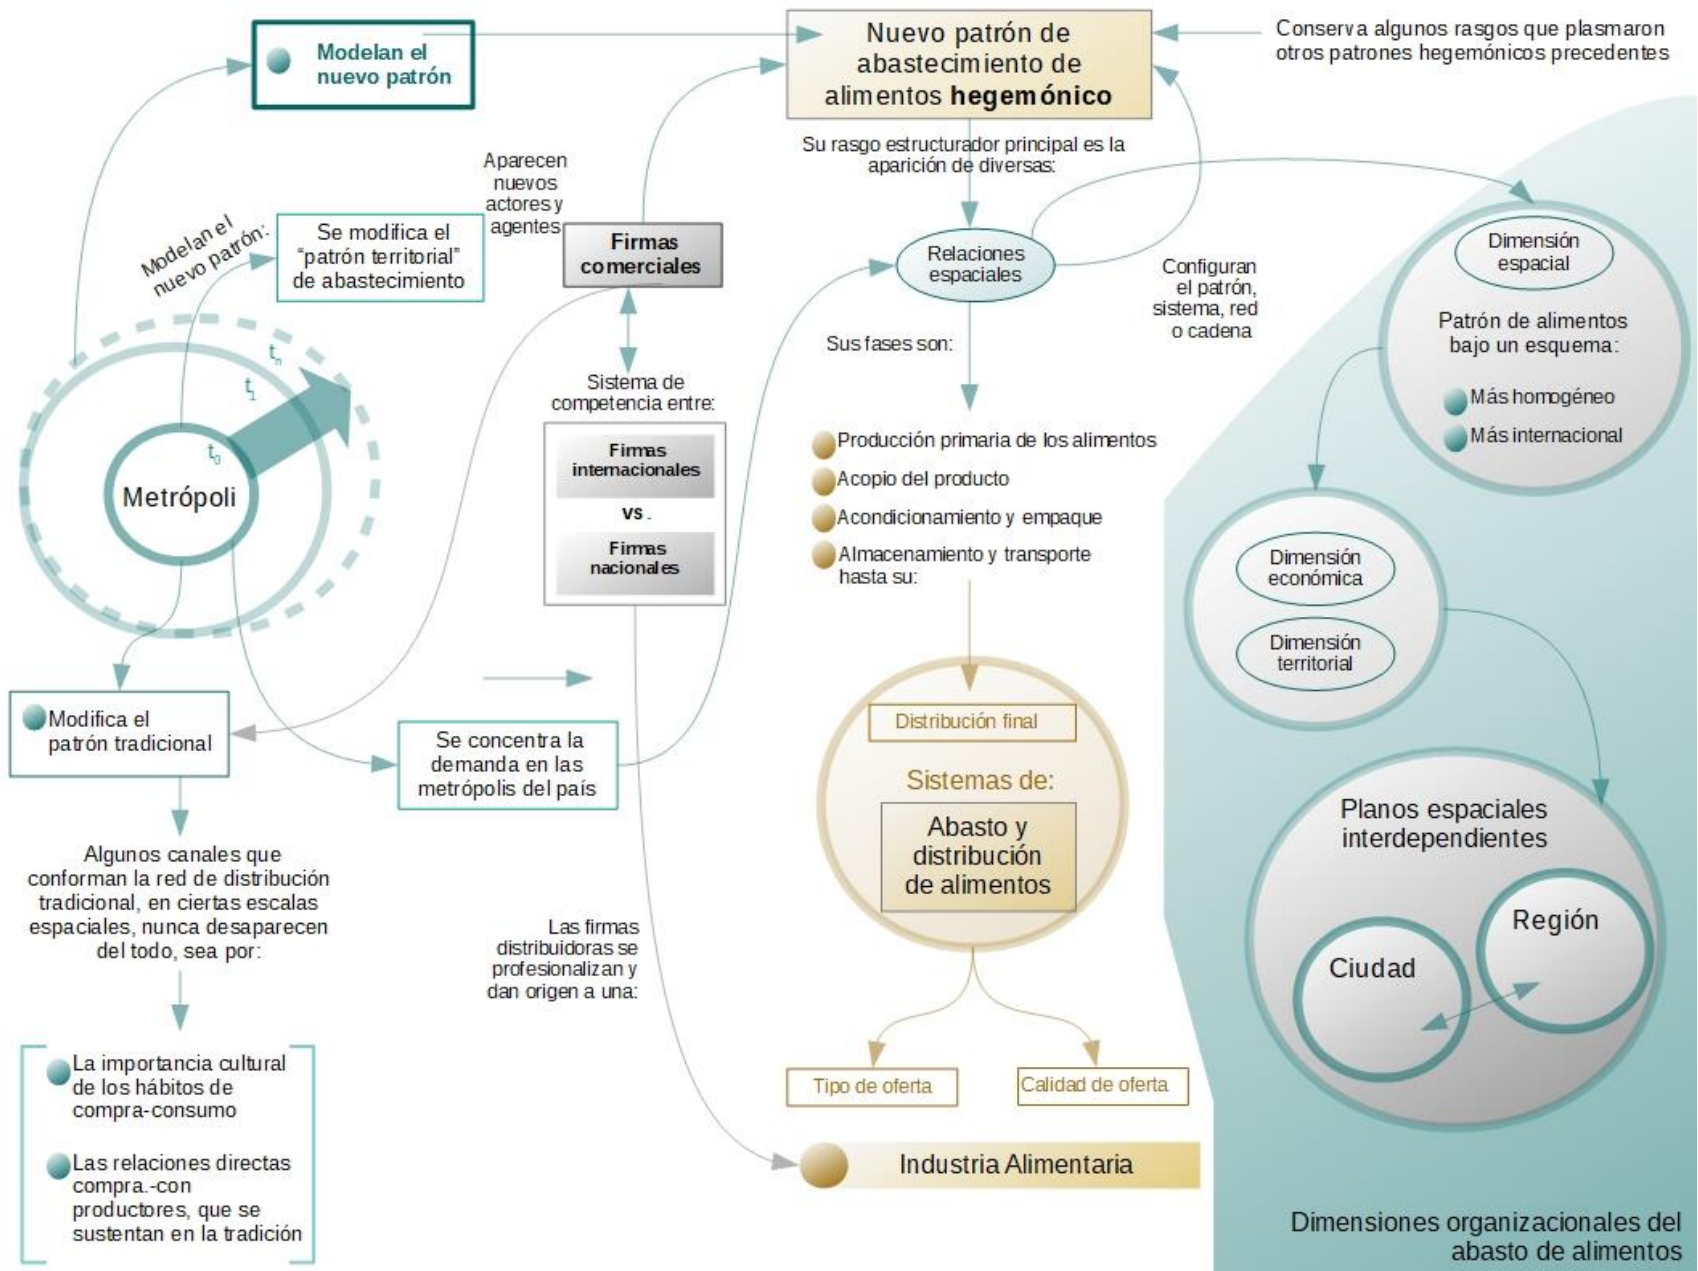 Modelan el
nuevo patrón
Nuevo patrón de
abastecimiento de
alimentos hegemónico
Conserva algunos rasgos que plasmaron
otros patrones hegemónicos precedentes
Su rasgo estructurador principal es la
aparición de diversas:
Aparecen
nuevos
actores y
agentes
Modelan el
nuevo patrón:
Se modifica el
“patrón territorial”
de abastecimiento
Firmas
comerciales
Relaciones
espaciales
Configuran
el patrón,
sistema, red
o cadena
Dimensión
espacial
Patrón de alimentos
bajo un esquema:
Más homogéneo
Más internacional
tn
t1
t0
Metrópoli
Sistema de
competencia entre:
Firmas
internacionales
vs.
Firmas
nacionales
Sus fases son:
Producción primaria de los alimentos
Acopio del producto
Acondicionamiento y empaque
Almacenamiento y transporte
hasta su:
Dimensión
económica
Dimensión
territorial
Modifica el
patrón tradicional
Se concentra la
demanda en las
metrópolis del país
Distribución final
Sistemas de:
Abasto y
distribución
de alimentos
Planos espaciales
interdependientes
Ciudad
Región
Algunos canales que
conforman la red de distribución
tradicional, en ciertas escalas
espaciales, nunca desaparecen
del todo, sea por:
Las firmas
distribuidoras se
profesionalizan y
dan origen a una:
La importancia cultural
de los hábitos de
compra-consumo
Las relaciones directas
compra.-con
productores, que se
sustentan en la tradición
Tipo de oferta
Calidad de oferta
Industria Alimentaria
Dimensiones organizacionales del
abasto de alimentos